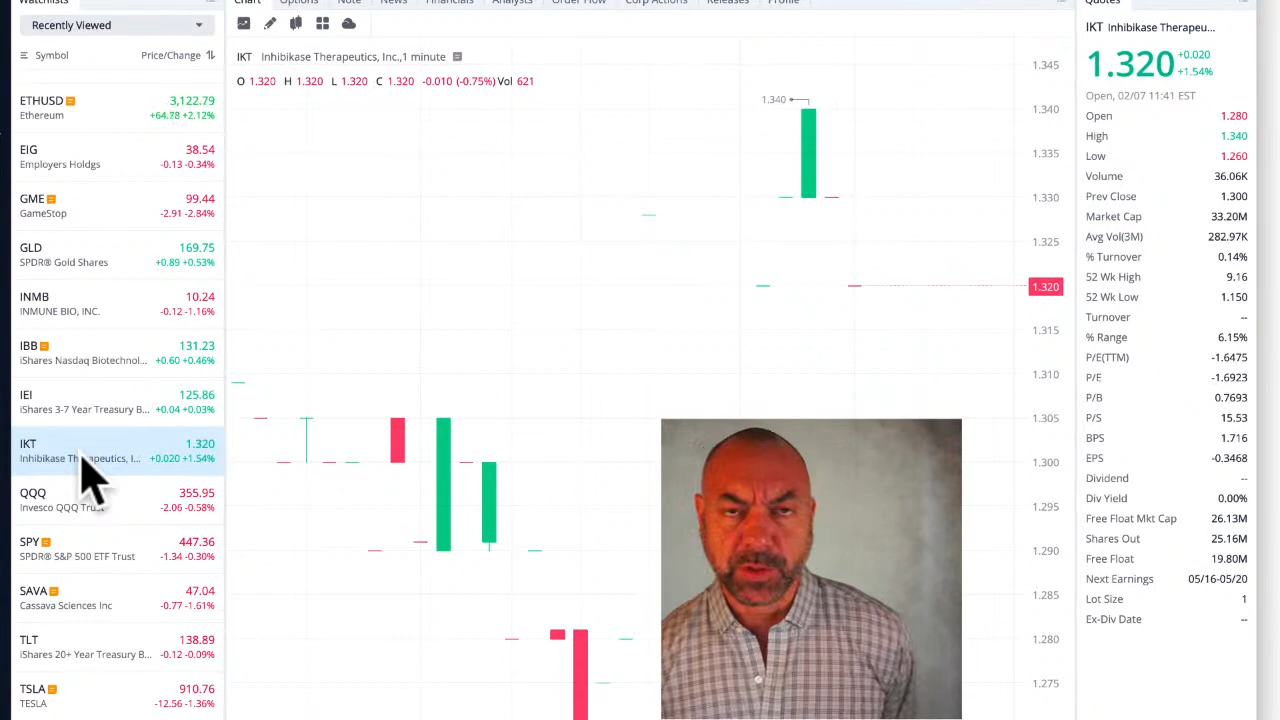 Watchlists
Chart Options Note News Financials Analysts Order Flow Corp Actions Releases Profile
Quotes
Recently Viewed
Symbol Price/Change
ETHUSD 3,122.79
Ethereum +64.78 +2.12%
EIG 38.54
Employers Holdgs -0.13 -0.34%
GME 99.44
GameStop -2.91 -2.84%
GLD 169.75
SPDR® Gold Shares +0.89 +0.53%
INMB 10.24
INMUNE BIO, INC. -0.12 -1.16%
IBB 131.23
iShares Nasdaq Biotechnol... +0.60 +0.46%
IEI 125.86
iShares 3-7 Year Treasury B... +0.04 +0.03%
IKT 1.320
Inhibikase Therapeutics, I... +0.020 +1.54%
QQQ 355.95
Invesco QQQ Trus... -2.06 -0.58%
SPY 447.36
SPDR® S&P 500 ETF Trust -1.34 -0.30%
SAVA 47.04
Cassava Sciences Inc -0.77 -1.61%
TLT 138.89
iShares 20+ Year Treasury B... -0.12 -0.09%
TSLA 910.76
TESLA -12.56 -1.36%
IKT Inhibikase Therapeutics, Inc.,1 minute
O 1.320 H 1.320 L 1.320 C 1.320 -0.010 (-0.75%) Vol 621
1.340
1.345
1.340
1.335
1.330
1.325
1.320
1.315
1.310
1.305
1.300
1.295
1.290
1.285
1.280
1.275
IKT Inhibikase Therapeu...
1.320 +0.020
+1.54%
Open, 02/07 11:41 EST
Open 1.280
High 1.340
Low 1.260
Volume 36.06K
Prev Close 1.300
Market Cap 33.20M
Avg Vol(3M) 282.97K
% Turnover 0.14%
52 Wk High 9.16
52 Wk Low 1.150
Turnover --
% Range 6.15%
P/E(TTM) -1.6475
P/E -1.6923
P/B 0.7693
P/S 15.53
BPS 1.716
EPS -0.3468
Dividend --
Div Yield 0.00%
Free Float Mkt Cap 26.13M
Shares Out 25.16M
Free Float 19.80M
Next Earnings 05/16-05/20
Lot Size 1
Ex-Div Date --